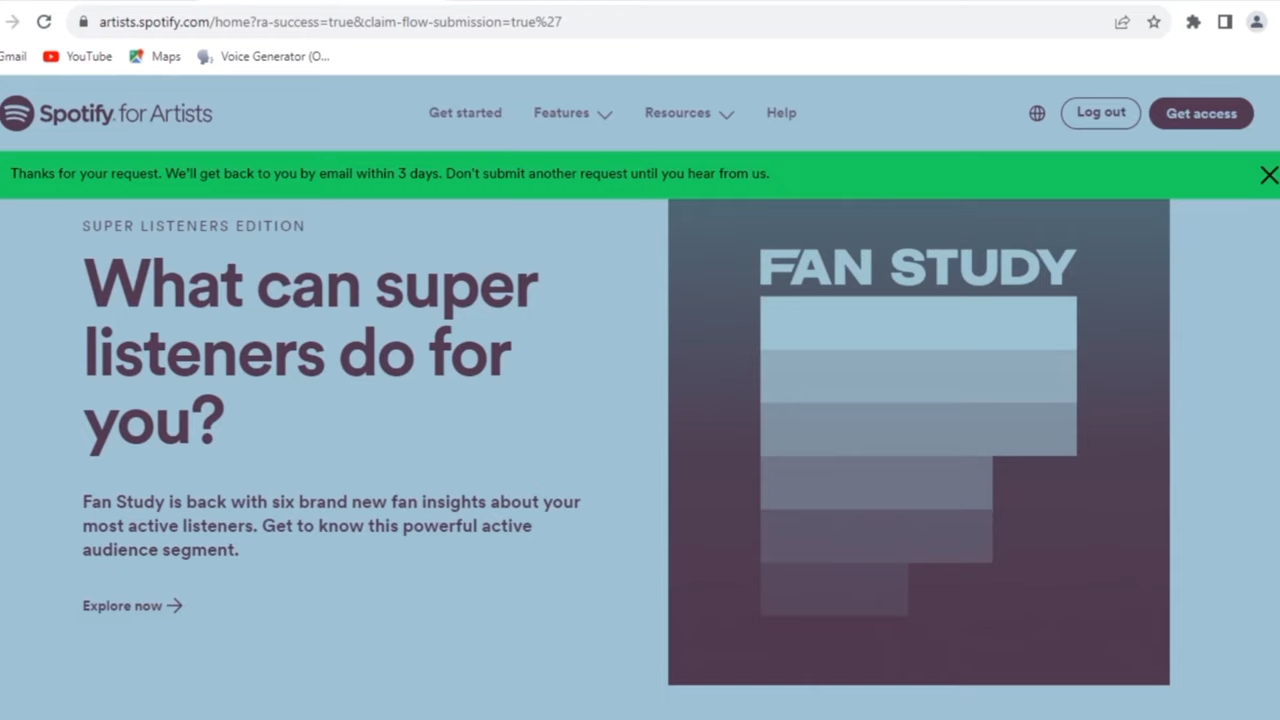 artists.spotify.com/home?ra-success=true&claim-flow-submission=true%27
Gmail YouTube Maps Voice Generator (O...
Spotify for Artists Get started Features Resources Help Log out Get access
Thanks for your request. We'll get back to you by email within 3 days. Don't submit another request until you hear from us.
SUPER LISTENERS EDITION
What can super
listeners do for
you?
Fan Study is back with six brand new fan insights about your
most active listeners. Get to know this powerful active
audience segment.
Explore now
FAN STUDY